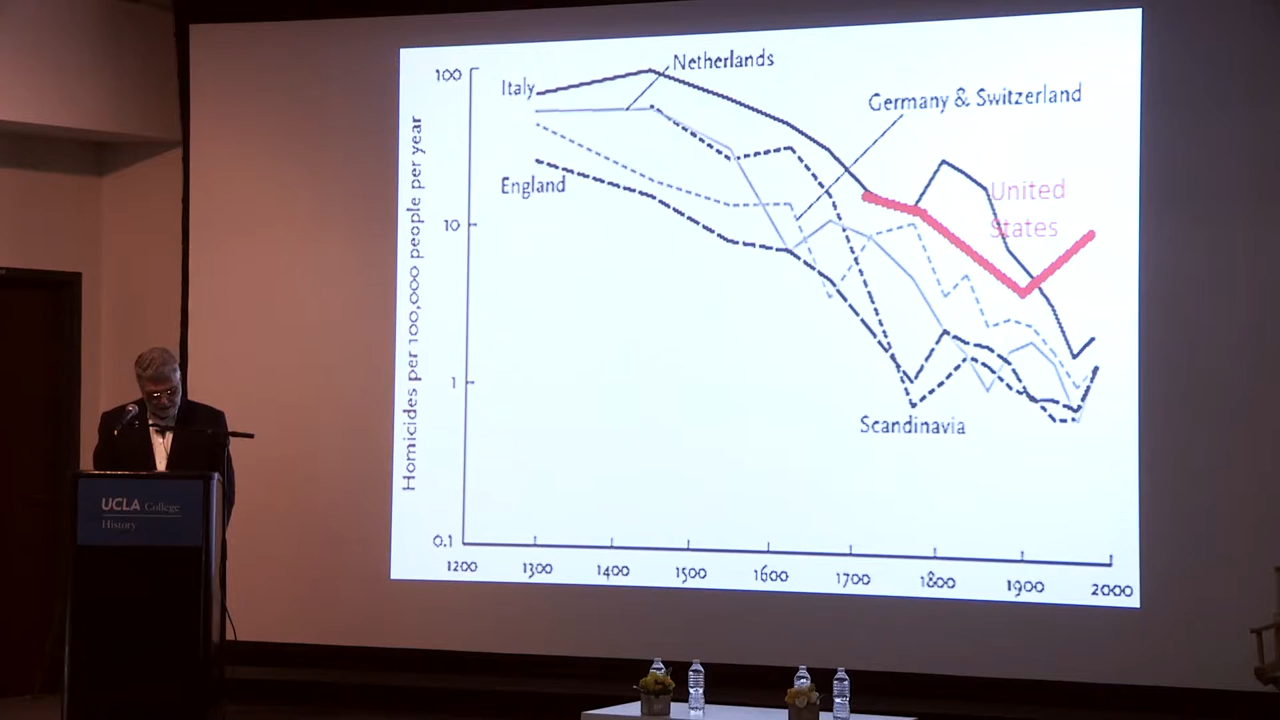 Netherlands
100
Italy
Germany & Switzerland
England
United
States
10
Homicides per 100,000 people per year
1
Scandinavia
0.1
1200 1300 1400 1500 1600 1700 1800 1900 2000
UCLA College
History